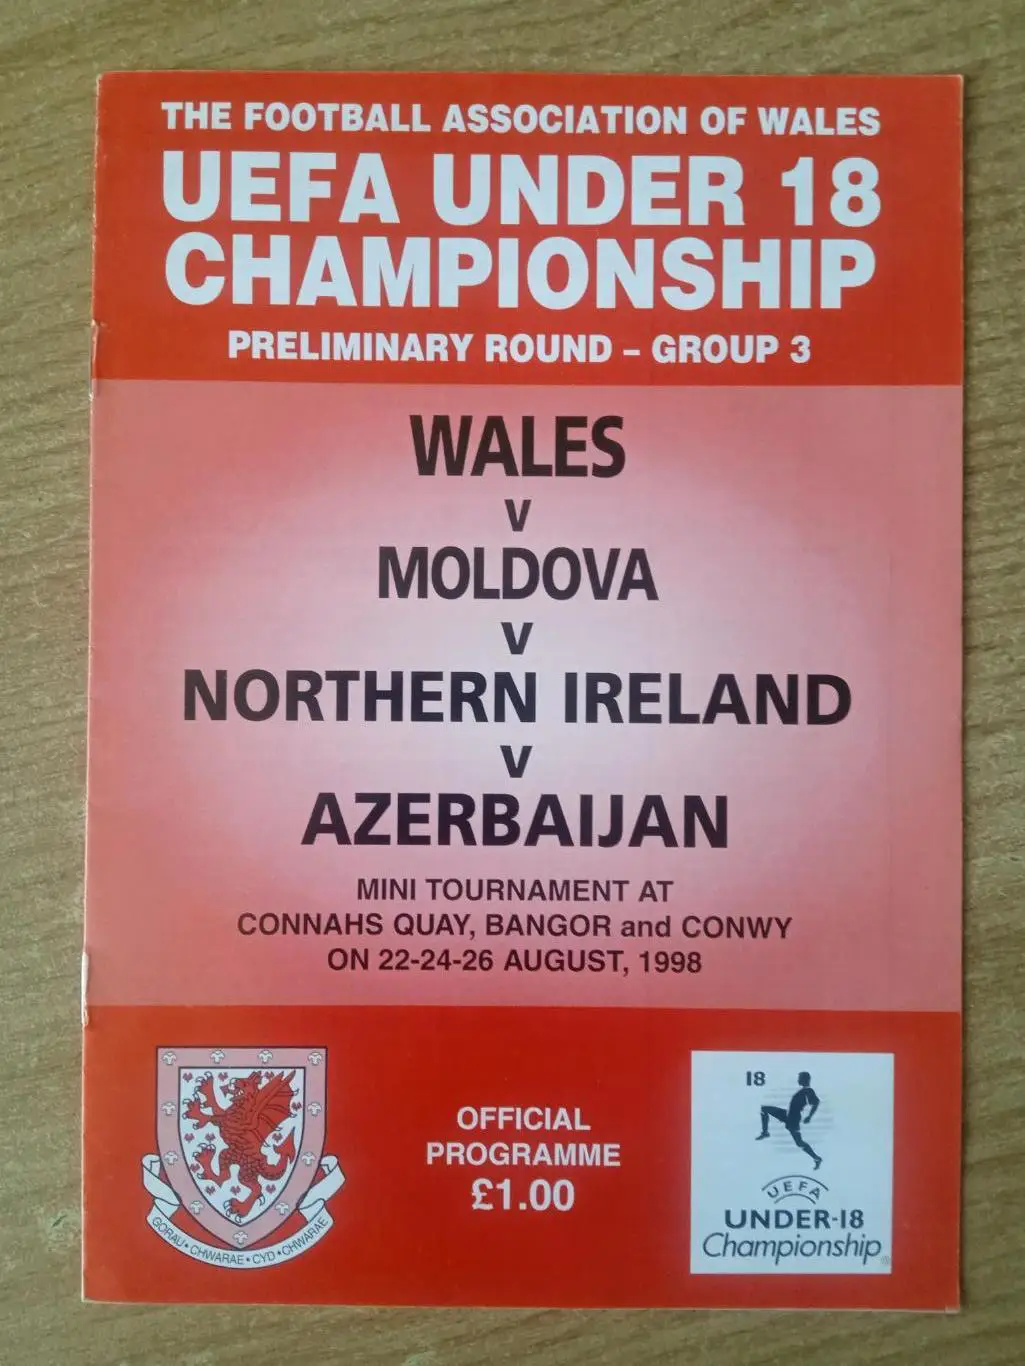 THE FOOTBALL ASSOCIATION OF WALES
UEFA UNDER 18
CHAMPIONSHIP
PRELIMINARY ROUND – GROUP 3
WALES
v
MOLDOVA
v
NORTHERN IRELAND
v
AZERBAIJAN
MINI TOURNAMENT AT
CONNAHS QUAY, BANGOR and CONWY
ON 22-24-26 AUGUST, 1998
GORAU • CHWARAE • CYD • CHWARAE
OFFICIAL
PROGRAMME
£1.00
18
UEFA
UNDER-18
Championship®